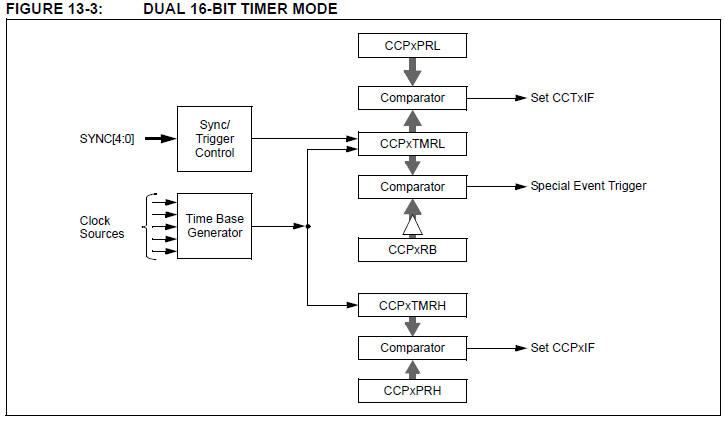 FIGURE 13-3: DUAL 16-BIT TIMER MODE
CCPxPRL
Comparator
Set CCTxIF
SYNC[4:0]
Sync/
Trigger
Control
CCPxTMRL
Comparator
Special Event Trigger
Clock
Sources
Time Base
Generator
CCPxRB
CCPxTMRH
Comparator
Set CCPxIF
CCPxPRH